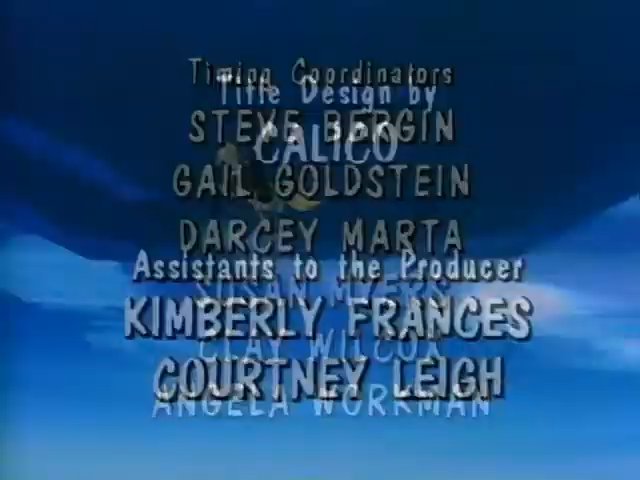 Timing Coordinators
Title Design by
STEVE BERGIN
CALICO
GAIL GOLDSTEIN
DARCEY MARTA
Assistants to the Producer
SUSAN MYERS
KIMBERLY FRANCES
CLAY WILCOX
COURTNEY LEIGH
ANGELA WORKMAN